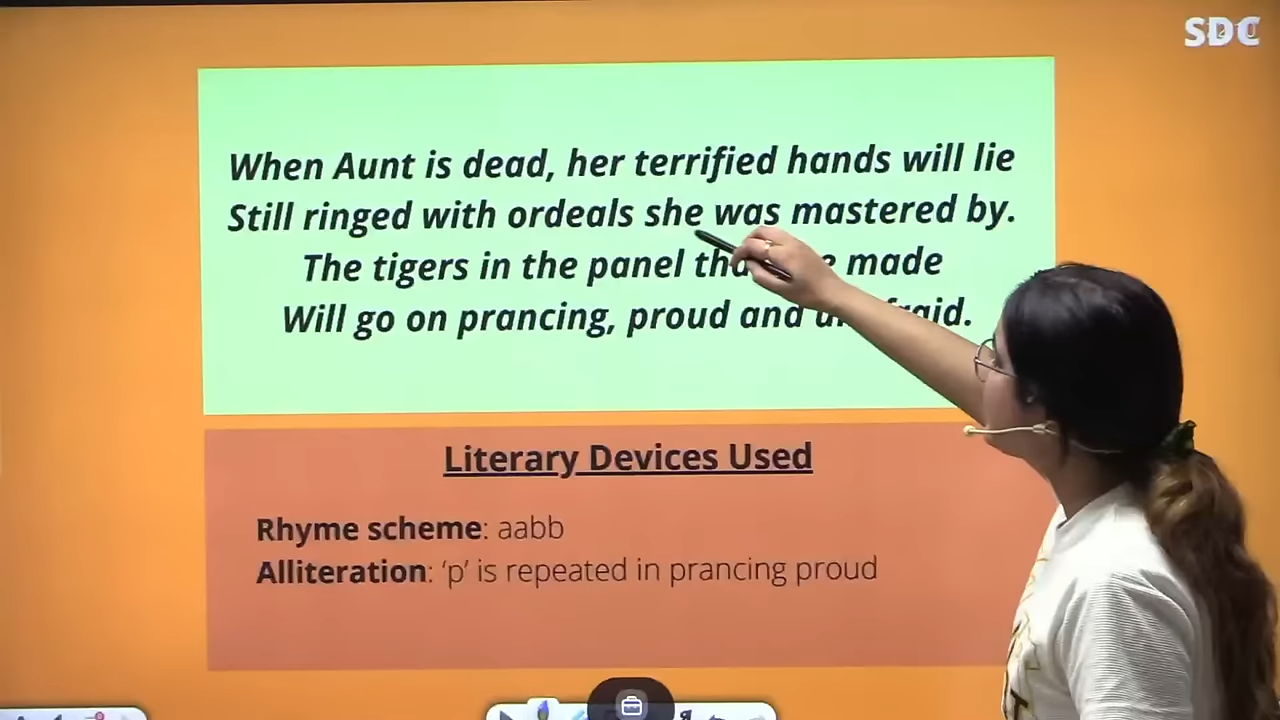 SDC
When Aunt is dead, her terrified hands will lie
Still ringed with ordeals she was mastered by.
The tigers in the panel made
Will go on prancing, proud and
Literary Devices Used
Rhyme scheme: aabb
Alliteration: ‘p’ is repeated in prancing proud